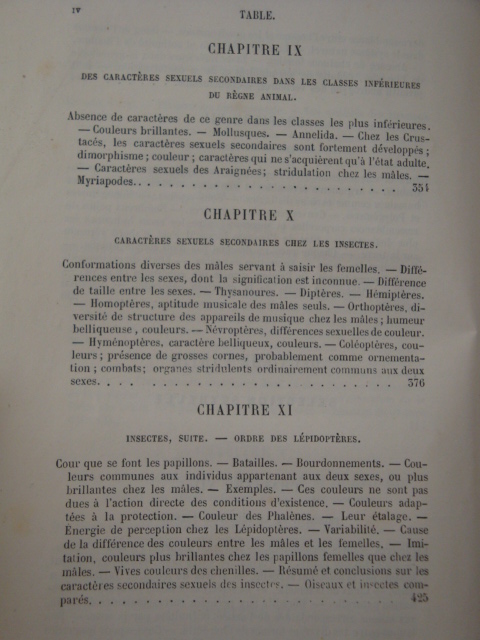 IV
TABLE.
CHAPITRE IX
DES CARACTÈRES SEXUELS SECONDAIRES DANS LES CLASSES INFÉRIEURES
DU RÈGNE ANIMAL.
Absence de caractères de ce genre dans les classes les plus inférieures.
— Couleurs brillantes. — Mollusques. — Annelida. — Chez les Crus-
tacés, les caractères sexuels secondaires sont fortement développés ;
dimorphisme ; couleur ; caractères qui ne s'acquièrent qu'à l'état adulte.
— Caractères sexuels des Araignées; stridulation chez les mâles. —
Myriapodes. . . . . . . . . . . . . . . . . . . . . . . . 351
CHAPITRE X
CARACTÈRES SEXUELS SECONDAIRES CHEZ LES INSECTES.
Conformations diverses des mâles servant à saisir les femelles. — Diffé-
rences entre les sexes, dont la signification est inconnue. — Différence
de taille entre les sexes. — Thysanoures. — Diptères. — Hémiptères.
— Homoptères, aptitude musicale des mâles seuls. — Orthoptères, di-
versité de structure des appareils de musique chez les mâles ; humeur
belliqueuse , couleurs. — Névroptères, différences sexuelles de couleur.
— Hyménoptères, caractère belliqueux, couleurs. — Coléoptères, cou-
leurs ; présence de grosses cornes, probablement comme ornementa-
tion ; combats; organes stridulents ordinairement communs aux deux
sexes. . . . . . . . . . . . . . . . . . . . . . . . . 376
CHAPITRE XI
INSECTES, SUITE. — ORDRE DES LÉPIDOPTÈRES.
Cour que se font les papillons. — Batailles. — Bourdonnements. — Cou-
leurs communes aux individus appartenant aux deux sexes, ou plus
brillantes chez les mâles. — Exemples. — Ces couleurs ne sont pas
dues à l'action directe des conditions d'existence. — Couleurs adap-
tées à la protection. — Couleur des Phalènes. — Leur étalage. —
Énergie de perception chez les Lépidoptères. — Variabilité. — Cause
de la différence des couleurs entre les mâles et les femelles. — Imi-
tation, couleurs plus brillantes chez les papillons femelles que chez les
mâles. — Vives couleurs des chenilles. — Résumé et conclusions sur les
caractères secondaires sexuels des insectes. — Oiseaux et insectes com-
parés. . . . . . . . . . . . . . . . . . . . . . . . . 425